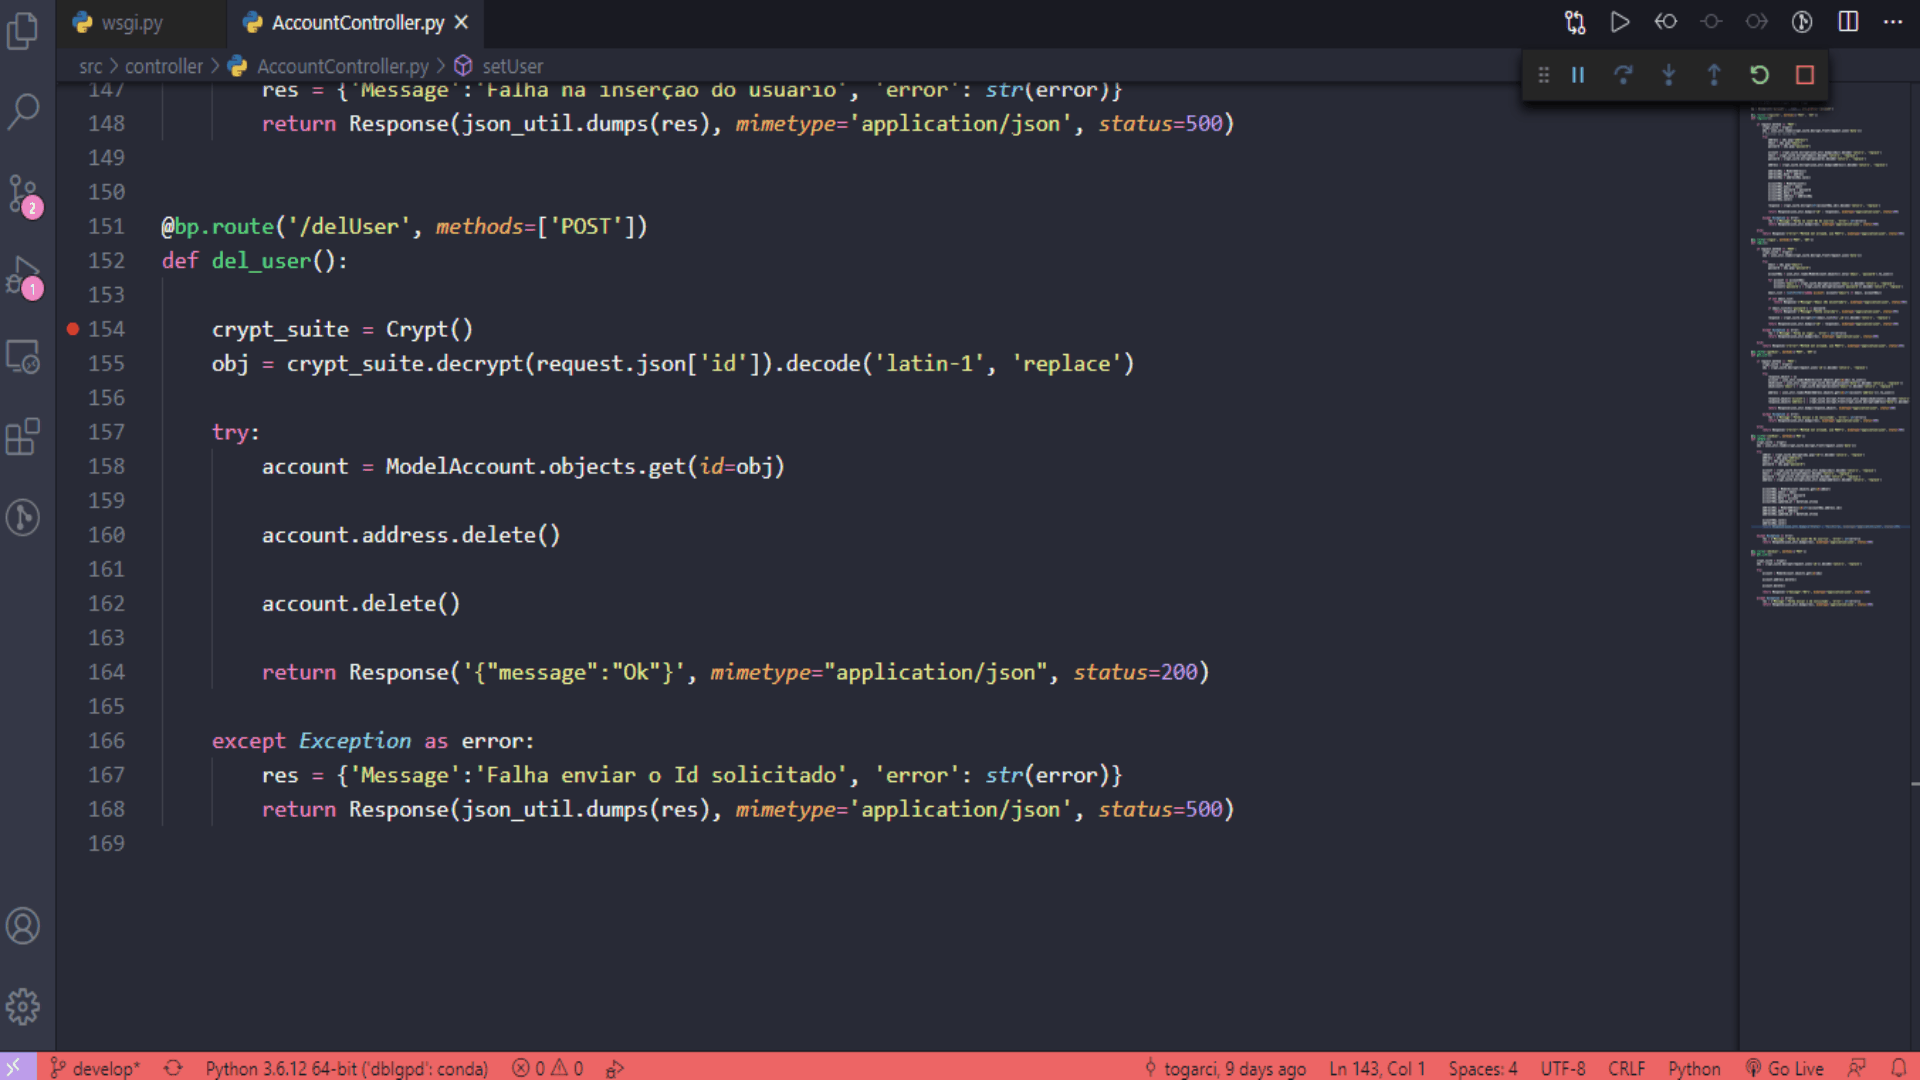 wsgi.py
AccountController.py
src > controller > AccountController.py > setUser
147 res = {'Message':'Falha na inserção do usuário', 'error': str(error)}
148 return Response(json_util.dumps(res), mimetype='application/json', status=500)
149
150
151 @bp.route('/delUser', methods=['POST'])
152 def del_user():
153
154 crypt_suite = Crypt()
155 obj = crypt_suite.decrypt(request.json['id']).decode('latin-1', 'replace')
156
157 try:
158 account = ModelAccount.objects.get(id=obj)
159
160 account.address.delete()
161
162 account.delete()
163
164 return Response('{"message":"Ok"}', mimetype="application/json", status=200)
165
166 except Exception as error:
167 res = {'Message':'Falha enviar o Id solicitado', 'error': str(error)}
168 return Response(json_util.dumps(res), mimetype='application/json', status=500)
169
2
1
develop* Python 3.6.12 64-bit ('dblgpd': conda) 0 0 togarci, 9 days ago Ln 143, Col 1 Spaces: 4 UTF-8 CRLF Python Go Live